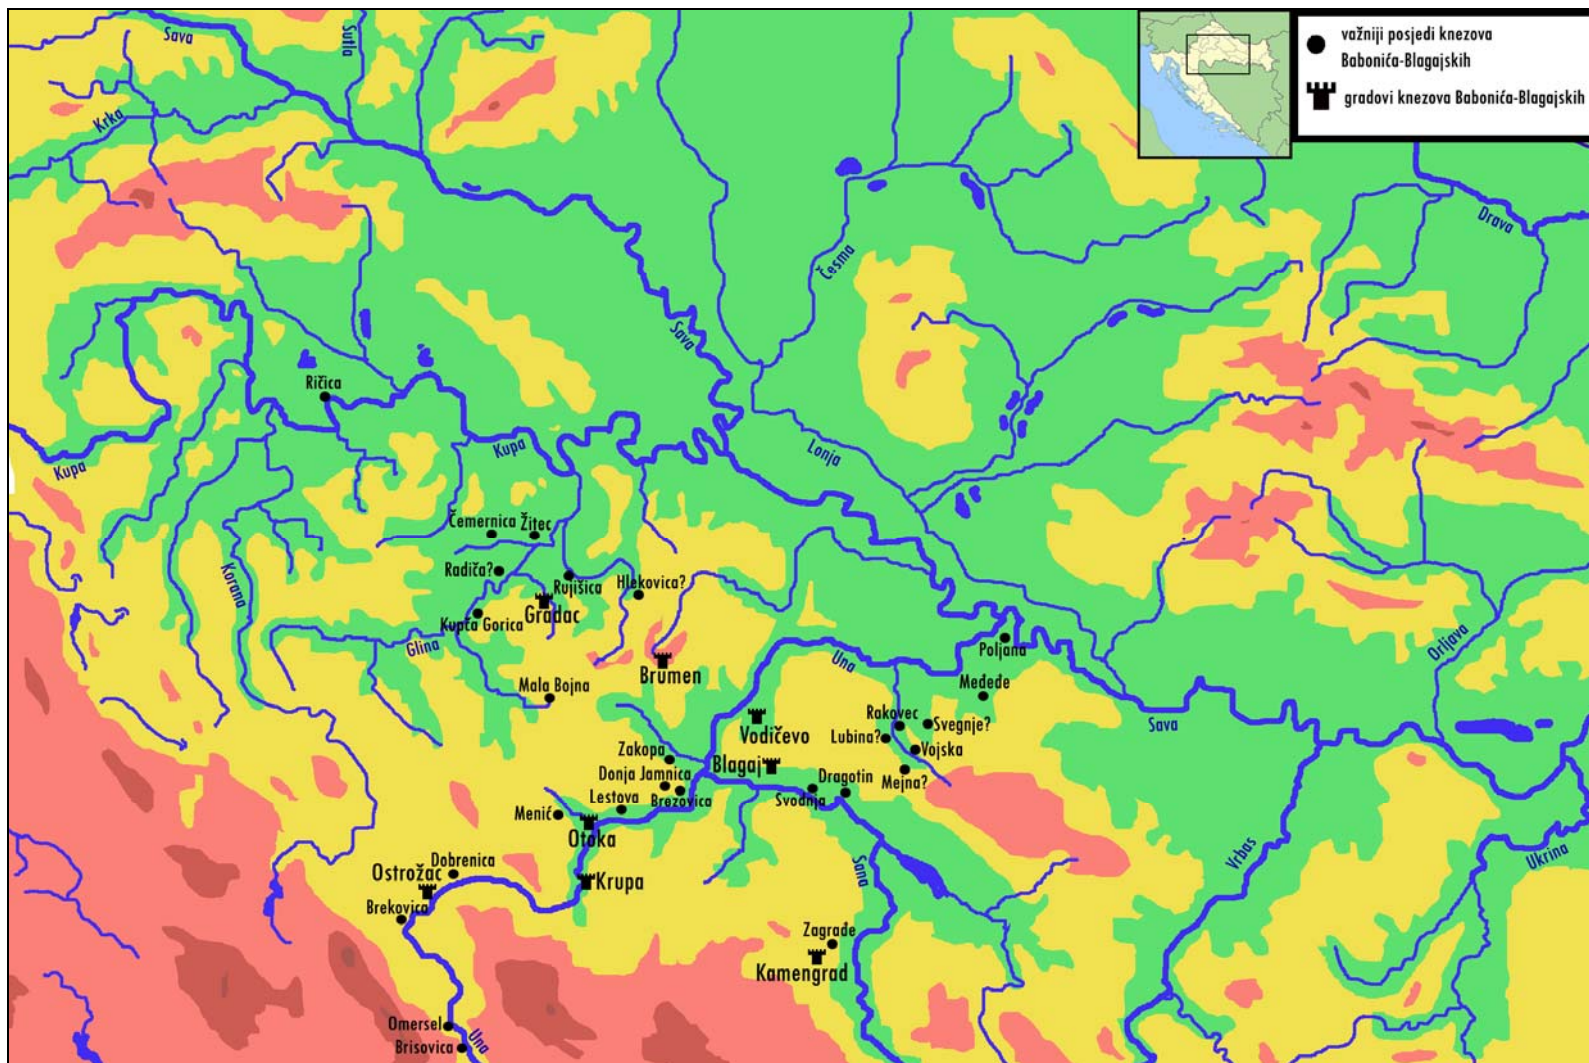 Sava
Sutla
važniji posjedi knezova
Babonića-Blagajskih
gradovi knezova Babonića-Blagajskih
Krka
Drava
Česma
Sava
Ričica
Kupa
Kupa
Lonja
Čemernica
Žitec
Korana
Radiča?
Rujišica
Hlekovica?
Gradac
Kupča Gorica
Glina
Poljana
Orljava
Una
Brumen
Mala Bojna
Međeđe
Sava
Rakovec
Svegnje?
Vodičevo
Lubina?
Vojska
Zakopa
Blagaj
Donja Jamnica
Dragotin
Mejna?
Brezovica
Svodnja
Lestova
Menić
Otoka
Vrbas
Ukrina
Dobrenica
Ostrožac
Sana
Krupa
Brekovica
Zagrađe
Kamengrad
Omersel
Una
Brisovica